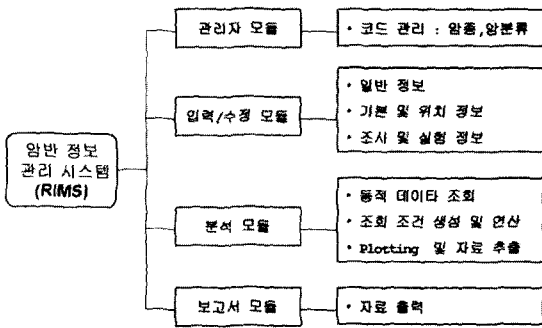 관리자 모듈
• 코드 관리 : 암종,암분류
입력/수정 모듈
• 일반 정보
• 기본 및 위치 정보
• 조사 및 실험 정보
암반 정보
관리 시스템
(RIMS)
분석 모듈
• 동적 데이타 조회
• 조회 조건 생성 및 연산
• Plotting 및 자료 추출
보고서 모듈
• 자료 출력